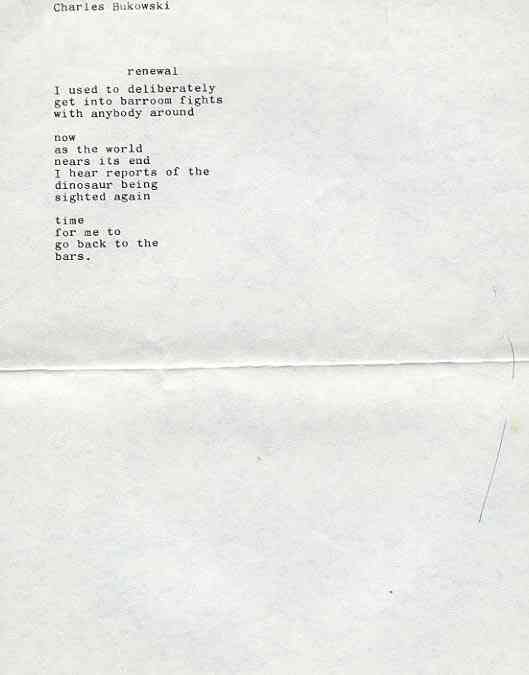 Charles Bukowski
renewal
I used to deliberately
get into barroom fights
with anybody around
now
as the world
nears its end
I hear reports of the
dinosaur being
sighted again
time
for me to
go back to the
bars.